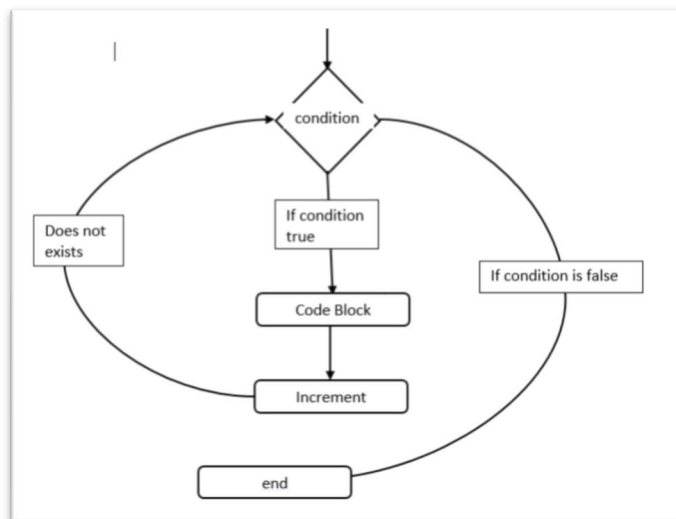 condition
If condition
true
Does not
exists
If condition is false
Code Block
Increment
end